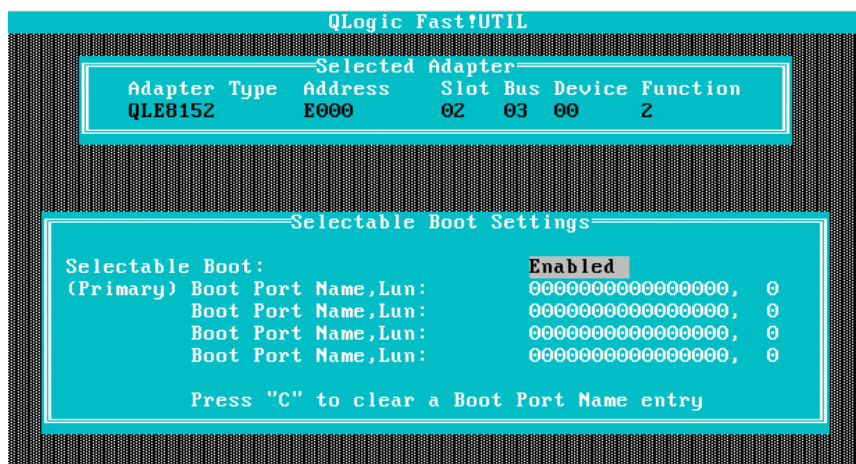 QLogic Fast!UTIL
Selected Adapter
Adapter Type Address Slot Bus Device Function
QLE8152 E000 02 03 00 2
Selectable Boot Settings
Selectable Boot: Enabled
(Primary) Boot Port Name,Lun: 0000000000000000, 0
Boot Port Name,Lun: 0000000000000000, 0
Boot Port Name,Lun: 0000000000000000, 0
Boot Port Name,Lun: 0000000000000000, 0
Press "C" to clear a Boot Port Name entry